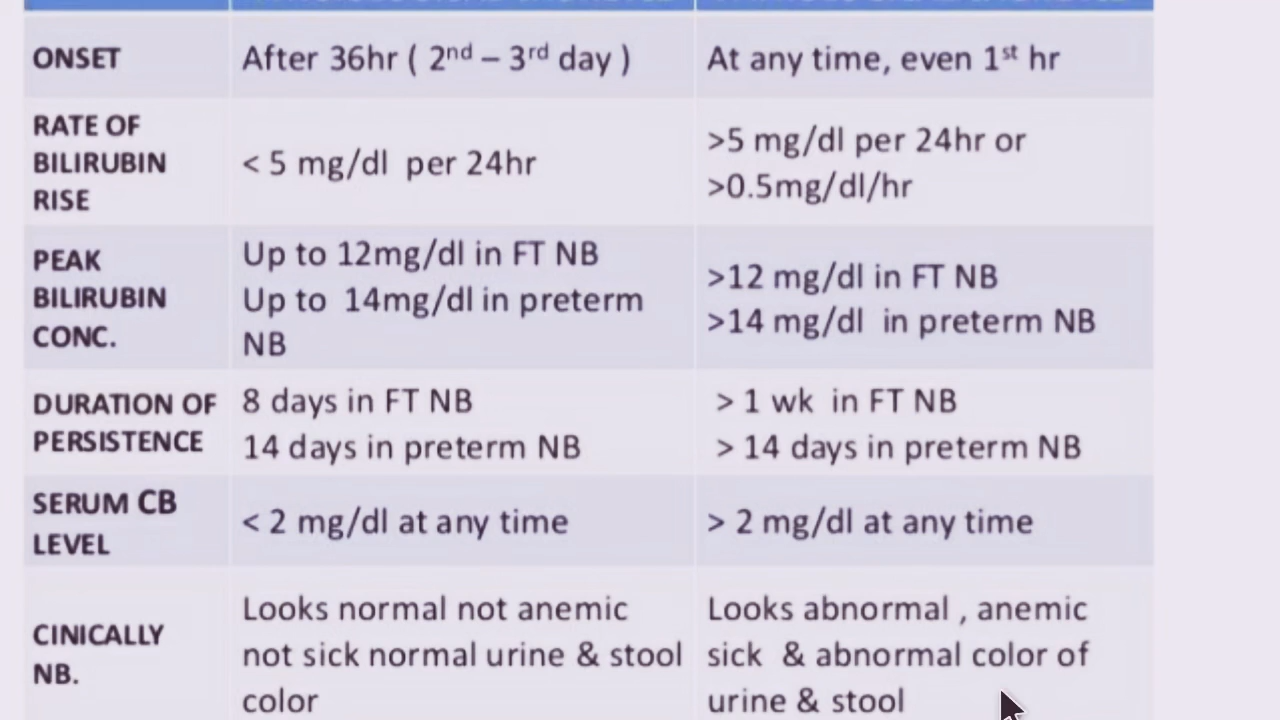 ONSET
After 36hr ( 2nd – 3rd day )
At any time, even 1st hr
RATE OF
BILIRUBIN
RISE
< 5 mg/dl per 24hr
>5 mg/dl per 24hr or
>0.5mg/dl/hr
PEAK
BILIRUBIN
CONC.
Up to 12mg/dl in FT NB
Up to 14mg/dl in preterm
NB
>12 mg/dl in FT NB
>14 mg/dl in preterm NB
DURATION OF
PERSISTENCE
8 days in FT NB
14 days in preterm NB
> 1 wk in FT NB
> 14 days in preterm NB
SERUM CB
LEVEL
< 2 mg/dl at any time
> 2 mg/dl at any time
CINICALLY
NB.
Looks normal not anemic
not sick normal urine & stool
color
Looks abnormal , anemic
sick & abnormal color of
urine & stool